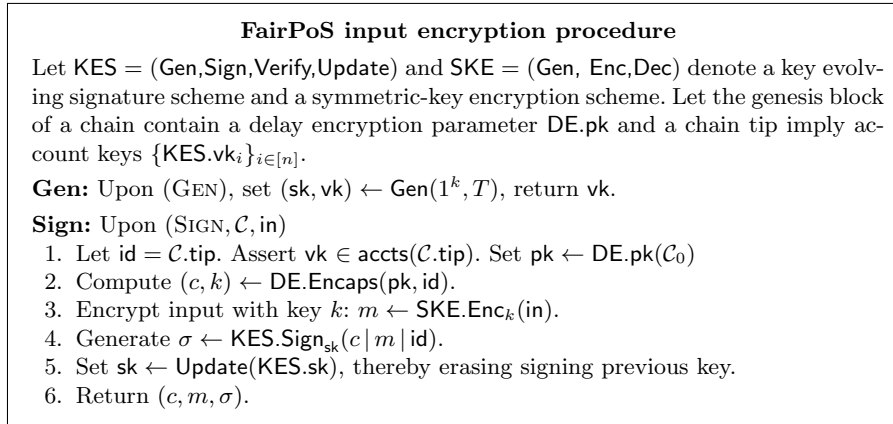 FairPoS input encryption procedure
Let KES = (Gen,Sign,Verify,Update) and SKE = (Gen, Enc,Dec) denote a key evolv-
ing signature scheme and a symmetric-key encryption scheme. Let the genesis block
of a chain contain a delay encryption parameter DE.pk and a chain tip imply ac-
count keys {KES.vkᵢ}ᵢ∈[n].
Gen: Upon (GEN), set (sk, vk) ← Gen(1ᵏ, T), return vk.
Sign: Upon (SIGN, 𝒞, in)
1. Let id = 𝒞.tip. Assert vk ∈ accts(𝒞.tip). Set pk ← DE.pk(𝒞₀)
2. Compute (c, k) ← DE.Encaps(pk, id).
3. Encrypt input with key k: m ← SKE.Encₖ(in).
4. Generate σ ← KES.Sign_sk(c | m | id).
5. Set sk ← Update(KES.sk), thereby erasing signing previous key.
6. Return (c, m, σ).